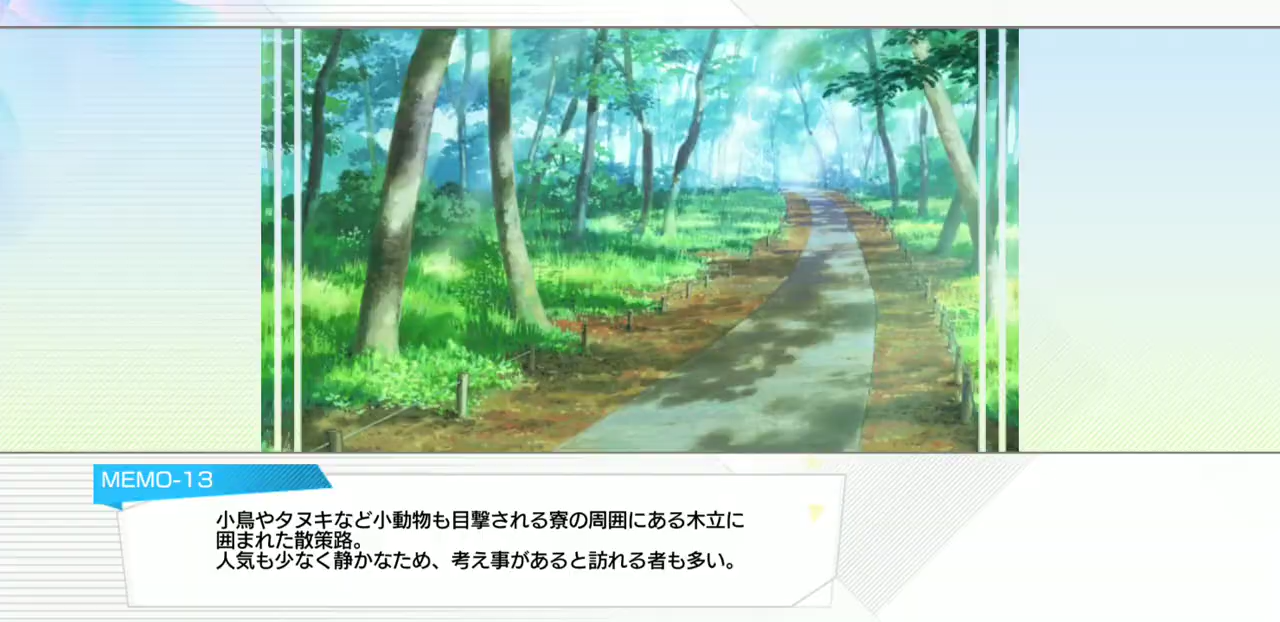 MEMO-13
小鳥やタヌキなど小動物も目撃される寮の周囲にある木立に
囲まれた散策路。
人気も少なく静かなため、考え事があると訪れる者も多い。